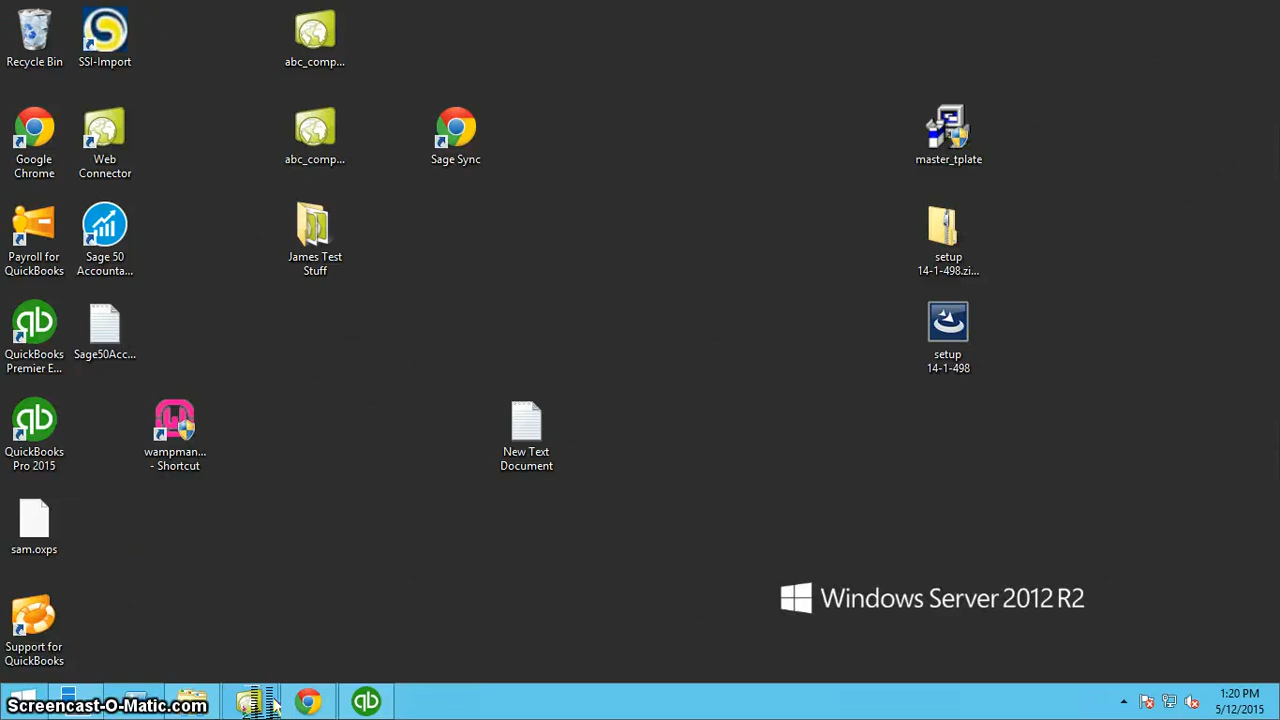 Recycle Bin
SSI-Import
abc_comp...
Google
Chrome
Web
Connector
abc_comp...
Sage Sync
master_tplate
Payroll for
QuickBooks
Sage 50
Accounta...
James Test
Stuff
setup
14-1-498.zi...
QuickBooks
Premier E...
Sage50Acc...
setup
14-1-498
QuickBooks
Pro 2015
wampman...
- Shortcut
New Text
Document
sam.oxps
Windows Server 2012 R2
Support for
QuickBooks
Screencast-O-Matic.com
1:20 PM
5/12/2015